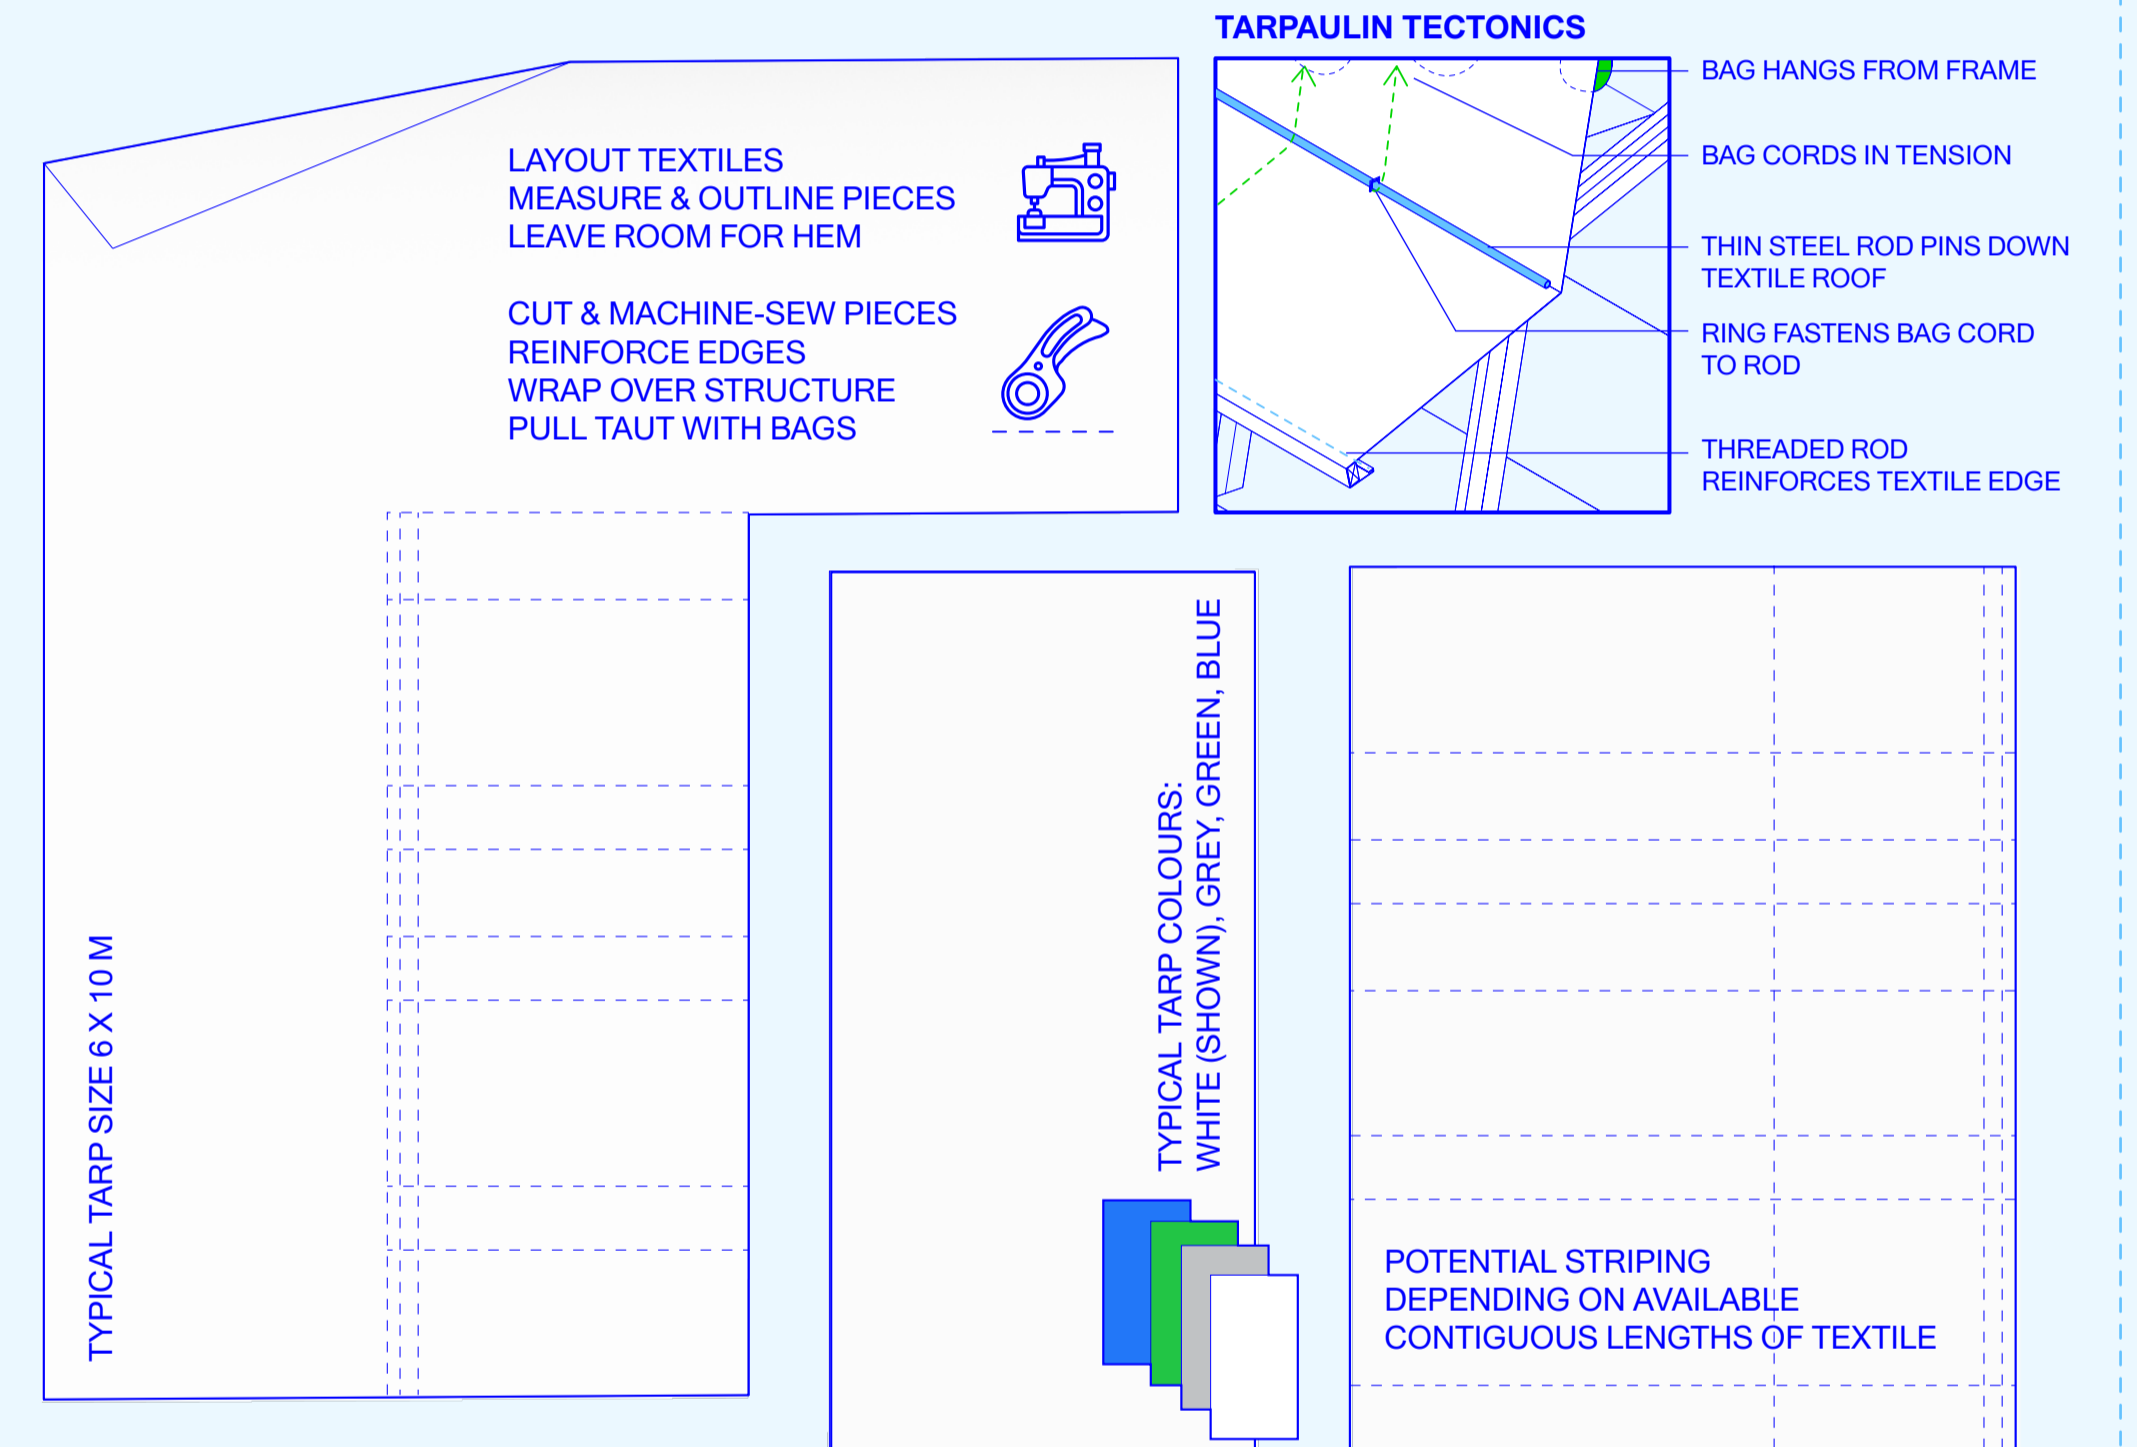 TARPAULIN TECTONICS
BAG HANGS FROM FRAME
BAG CORDS IN TENSION
THIN STEEL ROD PINS DOWN
TEXTILE ROOF
RING FASTENS BAG CORD
TO ROD
THREADED ROD
REINFORCES TEXTILE EDGE
LAYOUT TEXTILES
MEASURE & OUTLINE PIECES
LEAVE ROOM FOR HEM
CUT & MACHINE-SEW PIECES
REINFORCE EDGES
WRAP OVER STRUCTURE
PULL TAUT WITH BAGS
TYPICAL TARP SIZE 6 X 10 M
TYPICAL TARP COLOURS:
WHITE (SHOWN), GREY, GREEN, BLUE
POTENTIAL STRIPING
DEPENDING ON AVAILABLE
CONTIGUOUS LENGTHS OF TEXTILE